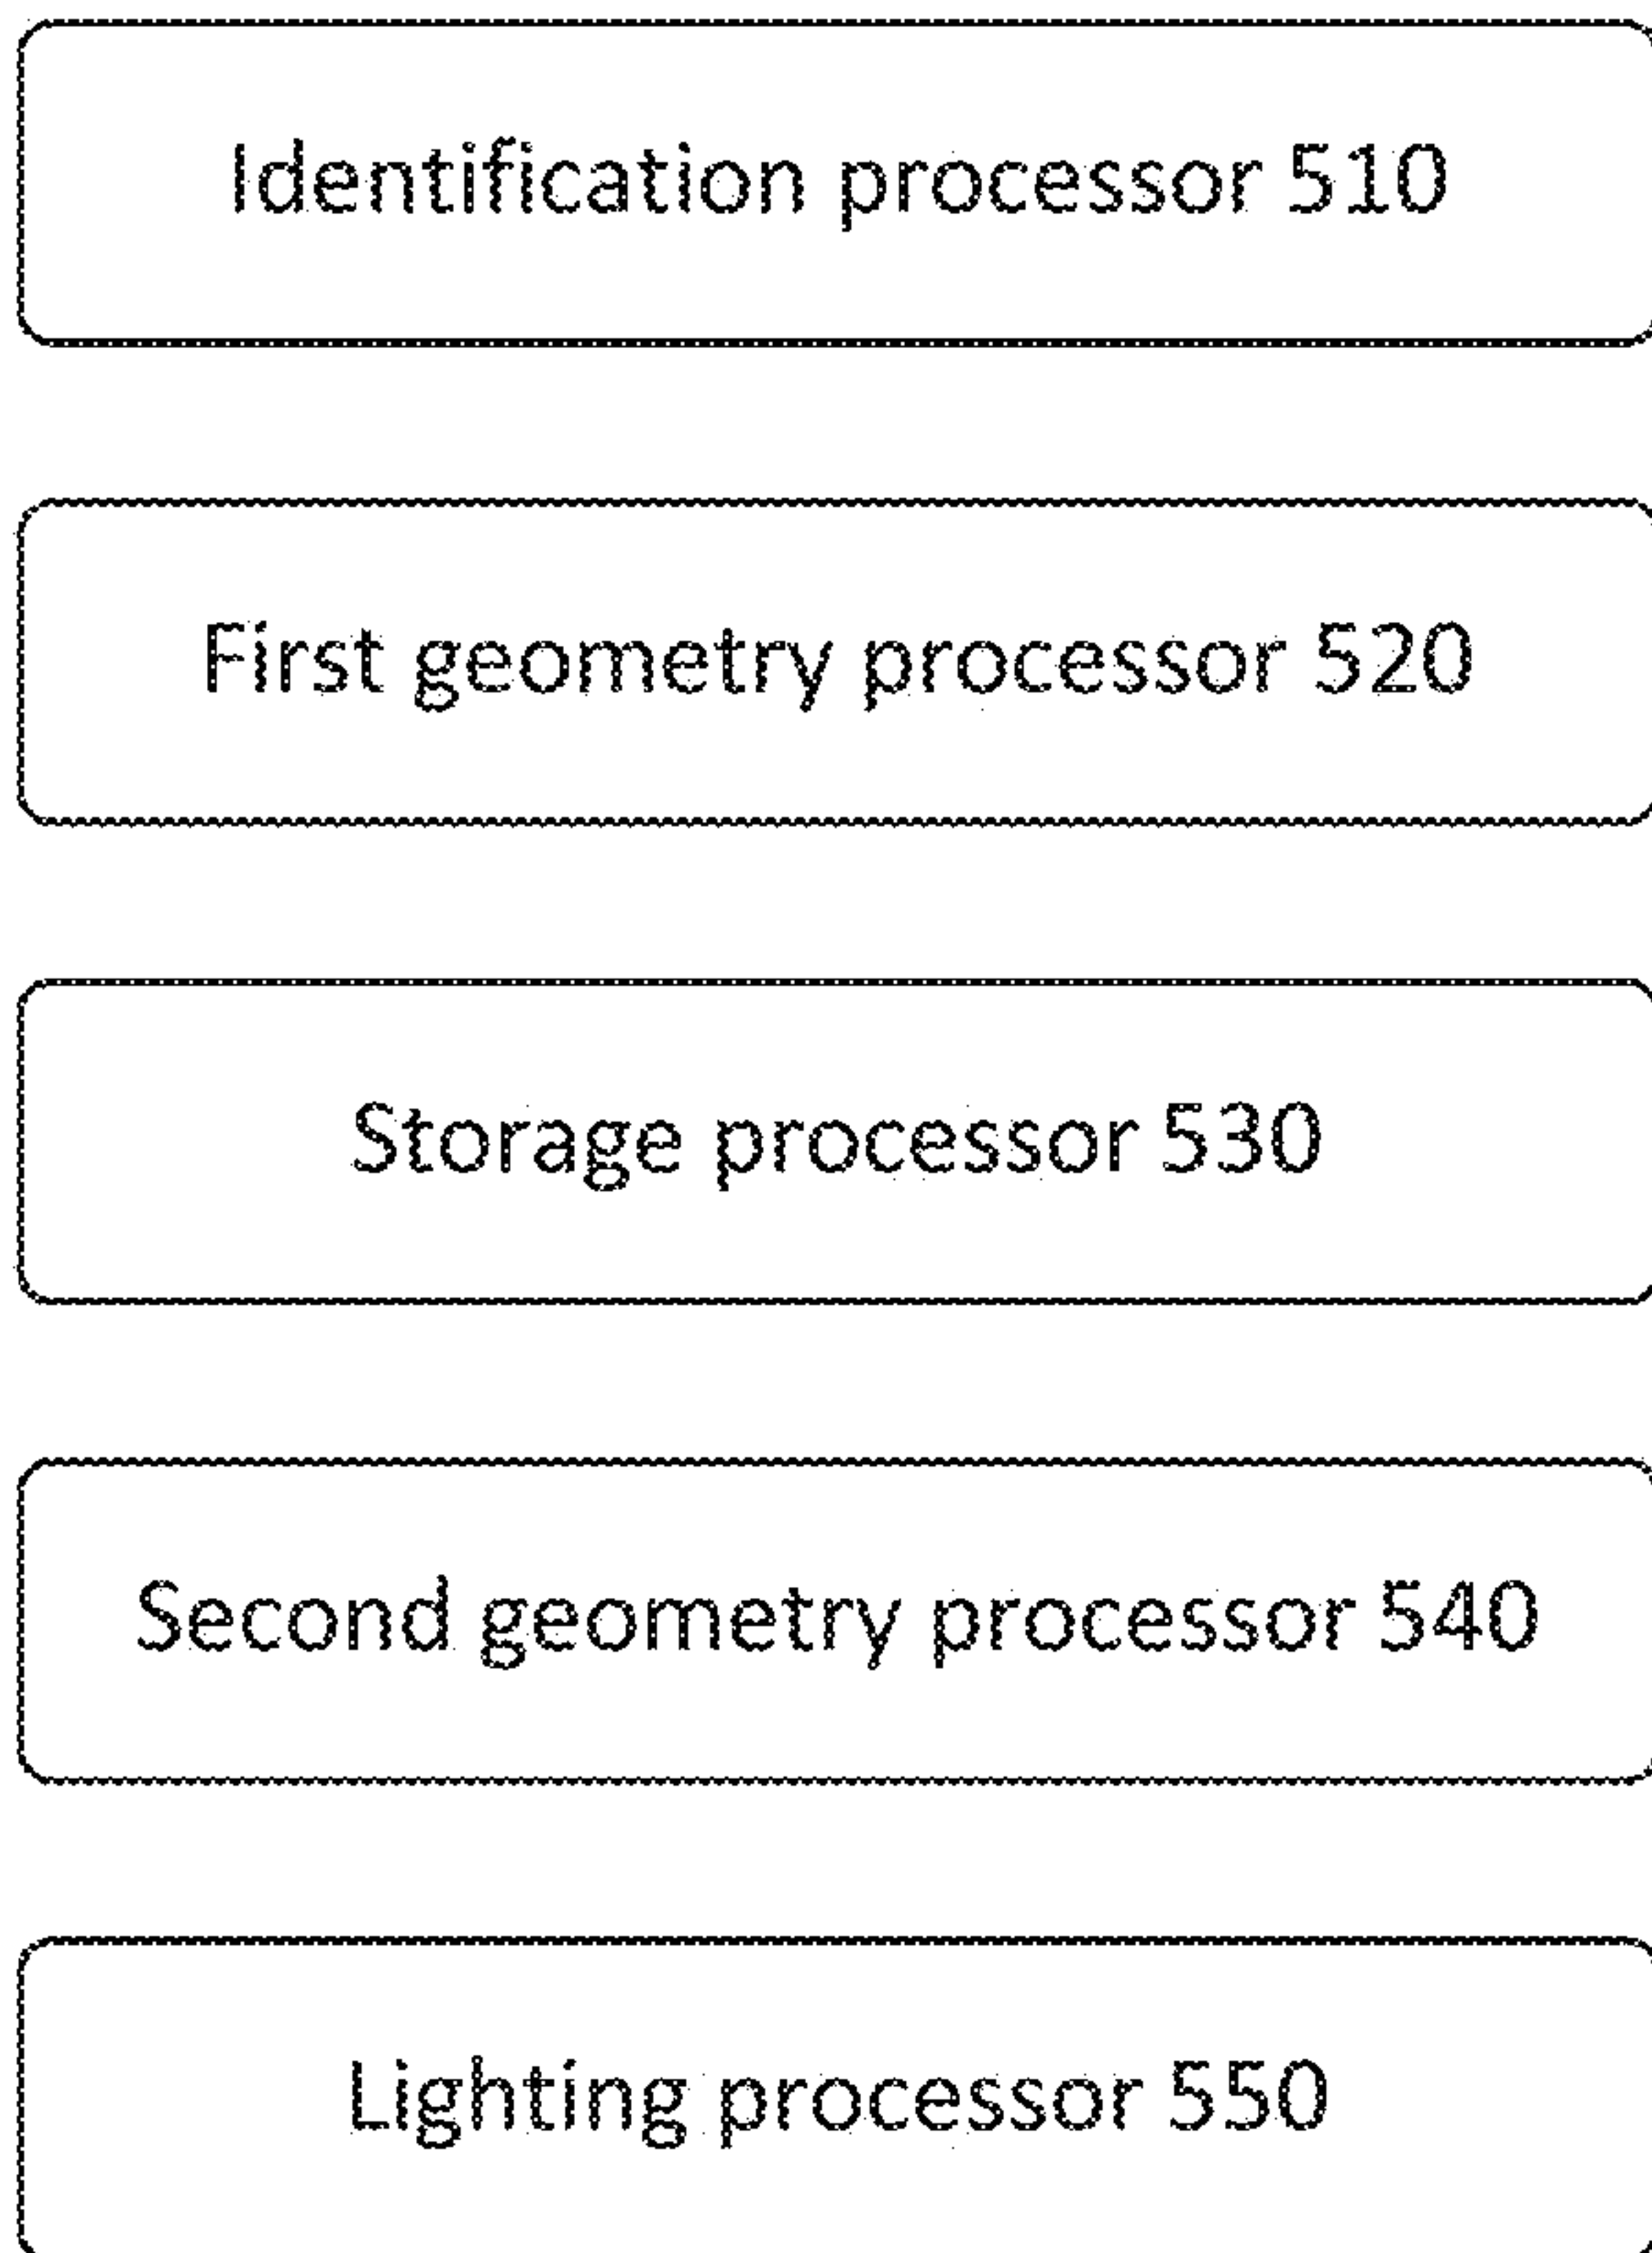 Identification processor 510
First geometry processor 520
Storage processor 530
Second geometry processor 540
Lighting processor 550